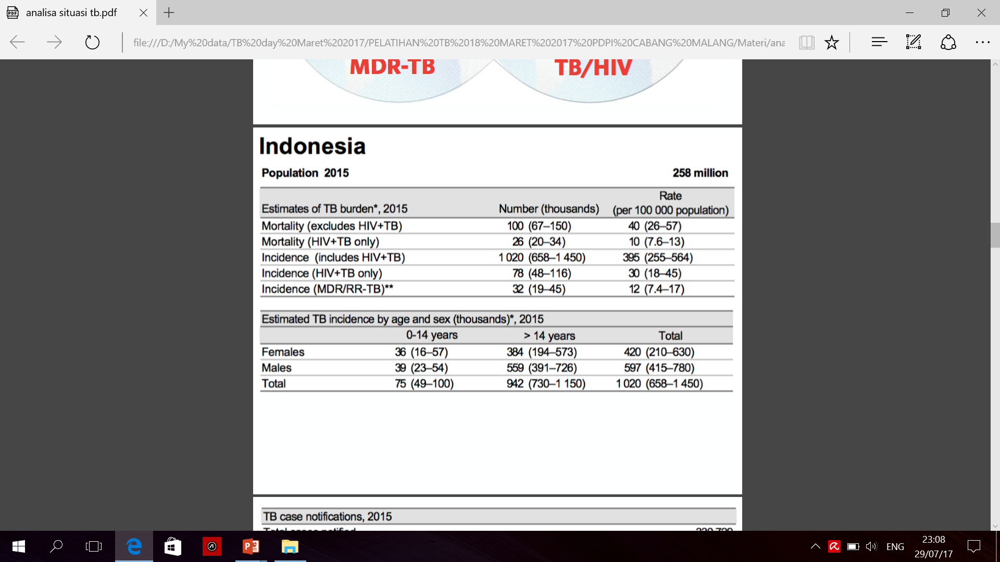 analisa situasi tb.pdf
file:///D:/My%20data/TB%20day%20Maret%202017/PELATIHAN%20TB%2018%20MARET%202017%20PDPI%20CABANG%20MALANG/Materi/ana
MDR-TB TB/HIV
Indonesia
Population 2015 258 million
Rate
Estimates of TB burden*, 2015 Number (thousands) (per 100 000 population)
Mortality (excludes HIV+TB) 100 (67–150) 40 (26–57)
Mortality (HIV+TB only) 26 (20–34) 10 (7.6–13)
Incidence (includes HIV+TB) 1 020 (658–1 450) 395 (255–564)
Incidence (HIV+TB only) 78 (48–116) 30 (18–45)
Incidence (MDR/RR-TB)** 32 (19–45) 12 (7.4–17)
Estimated TB incidence by age and sex (thousands)*, 2015
0-14 years > 14 years Total
Females 36 (16–57) 384 (194–573) 420 (210–630)
Males 39 (23–54) 559 (391–726) 597 (415–780)
Total 75 (49–100) 942 (730–1 150) 1 020 (658–1 450)
TB case notifications, 2015
Total cases notified
ENG
23:08
29/07/17